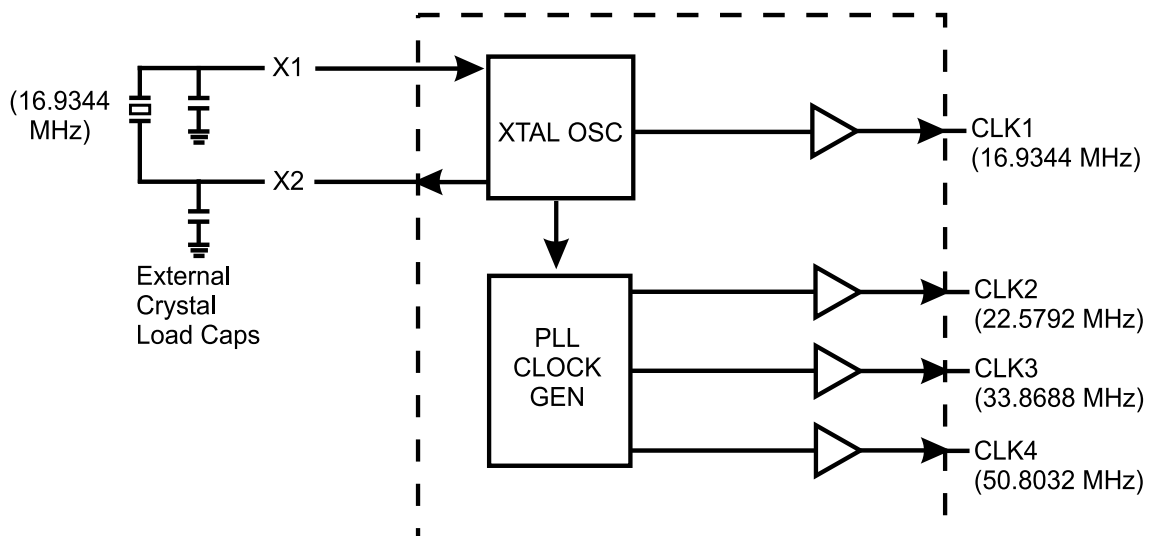 (16.9344
MHz)
X1
X2
External
Crystal
Load Caps
XTAL OSC
PLL
CLOCK
GEN
CLK1
(16.9344 MHz)
CLK2
(22.5792 MHz)
CLK3
(33.8688 MHz)
CLK4
(50.8032 MHz)